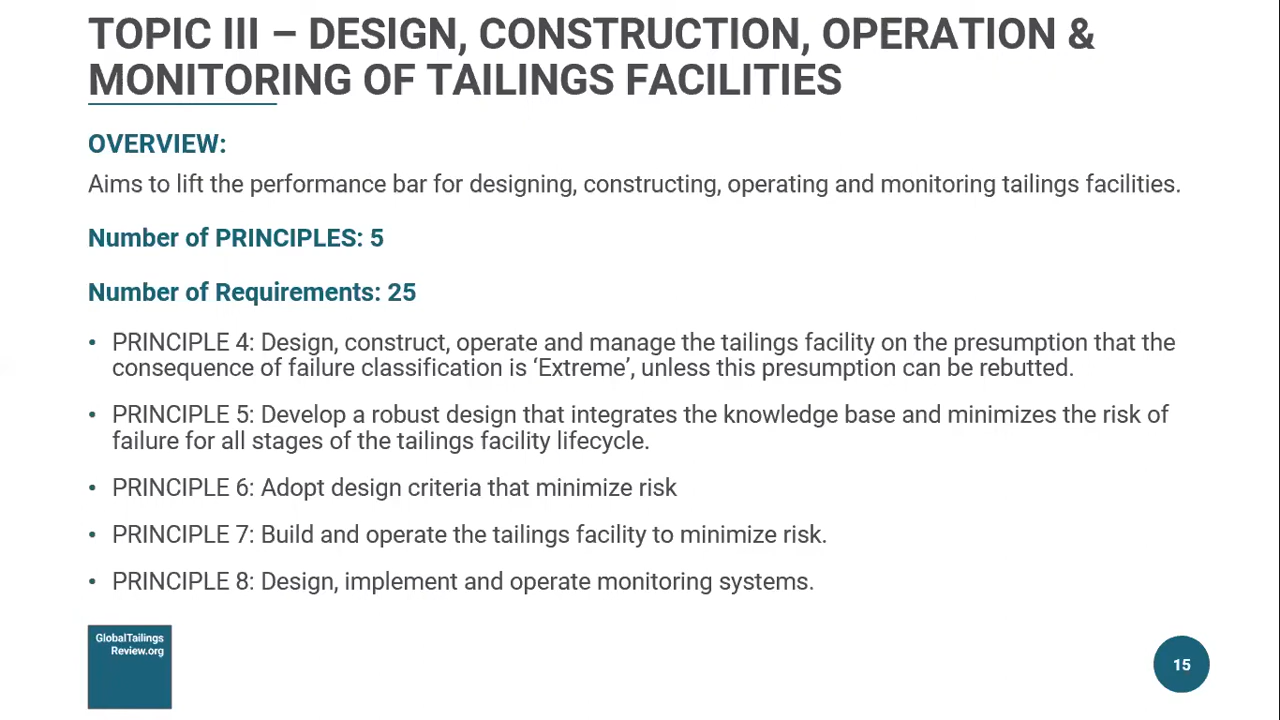 TOPIC III – DESIGN, CONSTRUCTION, OPERATION &
MONITORING OF TAILINGS FACILITIES
OVERVIEW:
Aims to lift the performance bar for designing, constructing, operating and monitoring tailings facilities.
Number of PRINCIPLES: 5
Number of Requirements: 25
• PRINCIPLE 4: Design, construct, operate and manage the tailings facility on the presumption that the
consequence of failure classification is ‘Extreme’, unless this presumption can be rebutted.
• PRINCIPLE 5: Develop a robust design that integrates the knowledge base and minimizes the risk of
failure for all stages of the tailings facility lifecycle.
• PRINCIPLE 6: Adopt design criteria that minimize risk
• PRINCIPLE 7: Build and operate the tailings facility to minimize risk.
• PRINCIPLE 8: Design, implement and operate monitoring systems.
GlobalTailings
Review.org
15